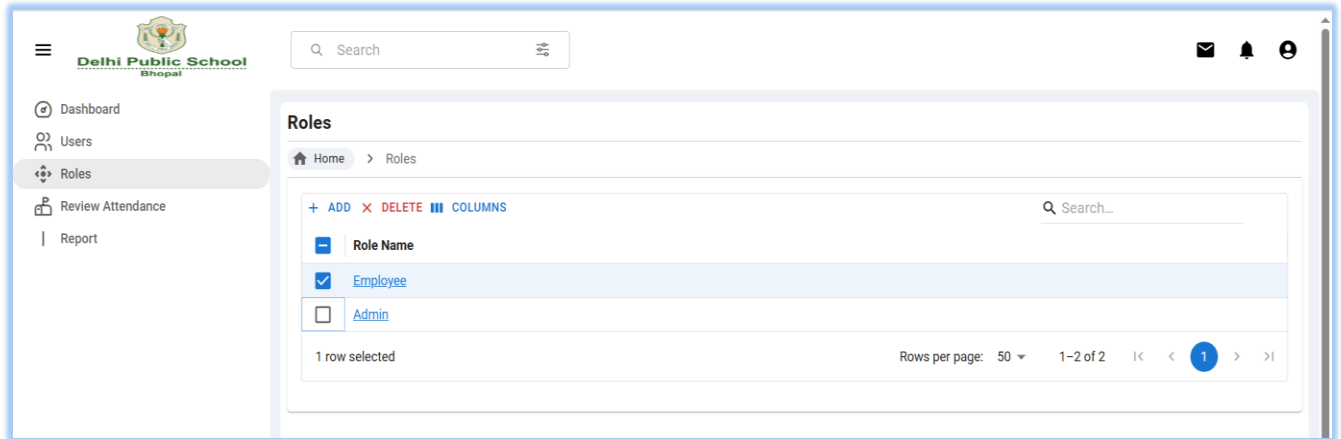 Delhi Public School
Bhopal
Search
Dashboard
Users
Roles
Review Attendance
Report
Roles
Home > Roles
+ ADD × DELETE COLUMNS
Search...
Role Name
Employee
Admin
1 row selected
Rows per page: 50
1–2 of 2
1